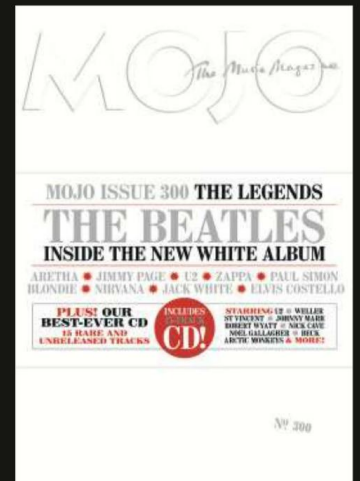 MOJO
The Music Magazine
MOJO ISSUE 300 THE LEGENDS
THE BEATLES
INSIDE THE NEW WHITE ALBUM
ARETHA ✹ JIMMY PAGE ✹ U2 ✹ ZAPPA ✹ PAUL SIMON
BLONDIE ✹ NIRVANA ✹ JACK WHITE ✹ ELVIS COSTELLO
PLUS! OUR
BEST-EVER CD
15 RARE AND
UNRELEASED TRACKS
INCLUDES
15-TRACK
CD!
STARRING U2 ✹ WELLER
ST VINCENT ✹ JOHNNY MARR
ROBERT WYATT ✹ NICK CAVE
NOEL GALLAGHER ✹ BECK
ARCTIC MONKEYS & MORE!
Nº 300